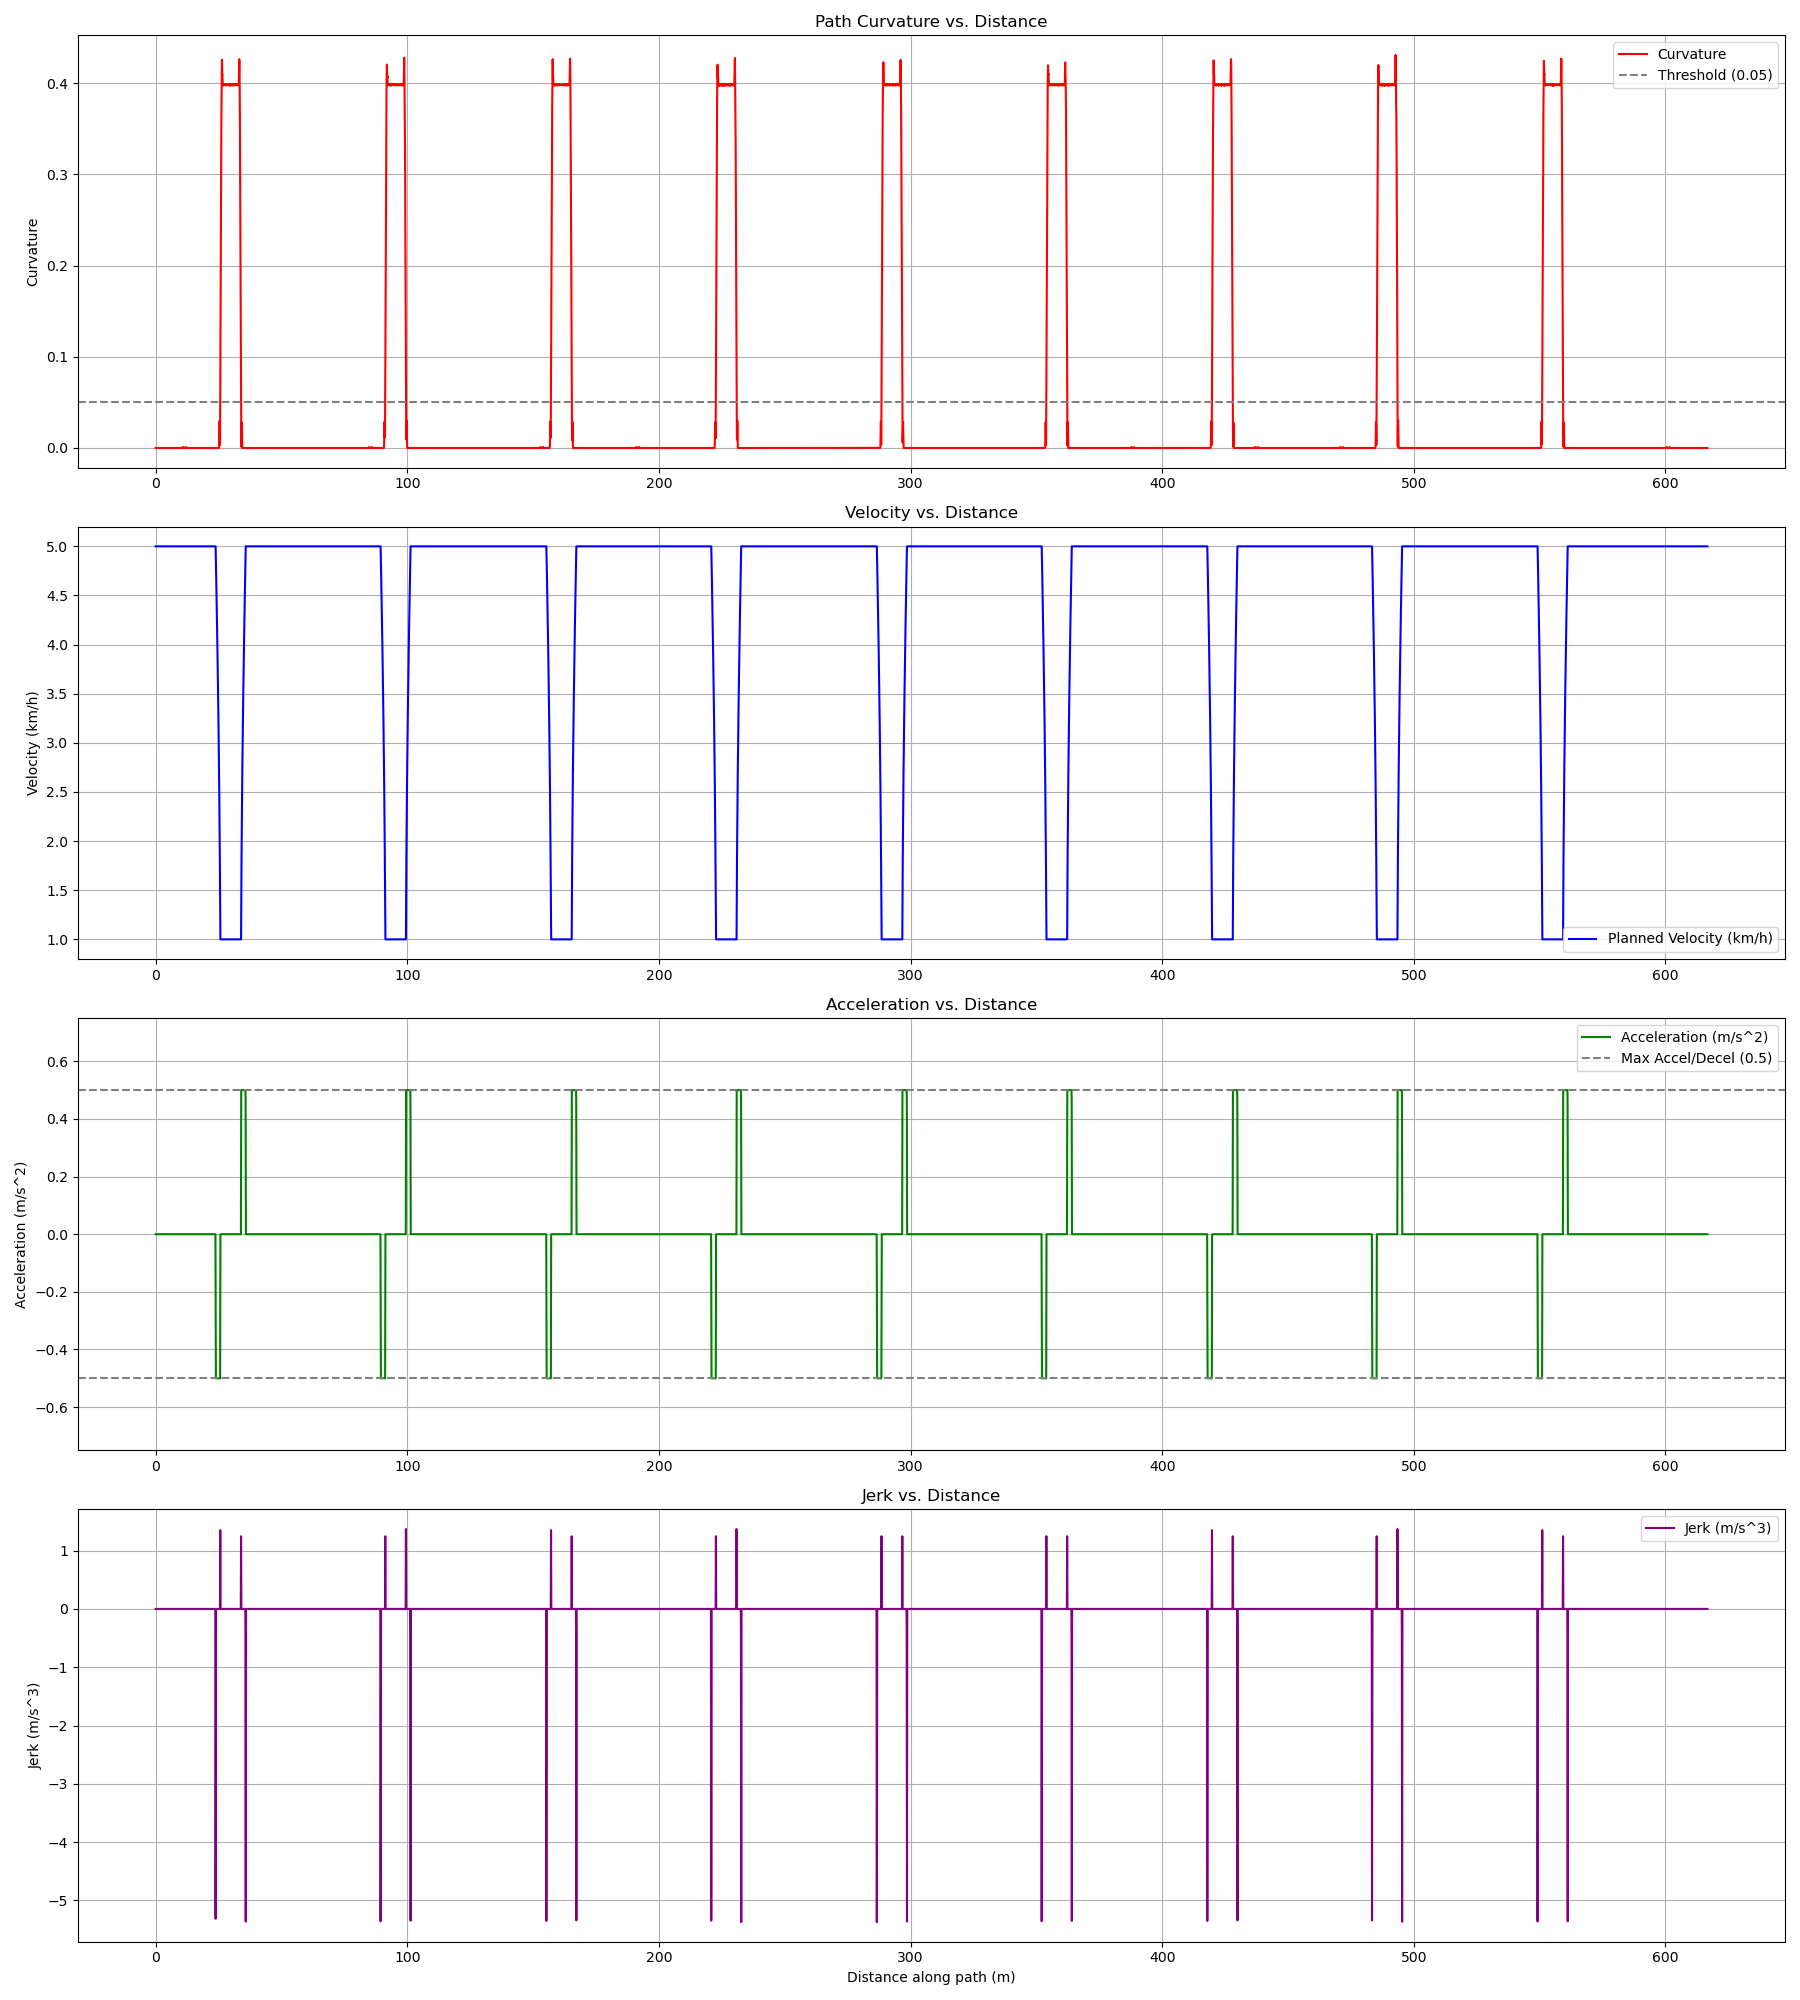 Path Curvature vs. Distance
Curvature
Threshold (0.05)
Curvature
0.4
0.3
0.2
0.1
0.0
0 100 200 300 400 500 600
Velocity vs. Distance
Velocity (km/h)
5.0
4.5
4.0
3.5
3.0
2.5
2.0
1.5
1.0
Planned Velocity (km/h)
0 100 200 300 400 500 600
Acceleration vs. Distance
Acceleration (m/s^2)
Max Accel/Decel (0.5)
Acceleration (m/s^2)
0.6
0.4
0.2
0.0
−0.2
−0.4
−0.6
0 100 200 300 400 500 600
Jerk vs. Distance
Jerk (m/s^3)
Jerk (m/s^3)
1
0
−1
−2
−3
−4
−5
0 100 200 300 400 500 600
Distance along path (m)